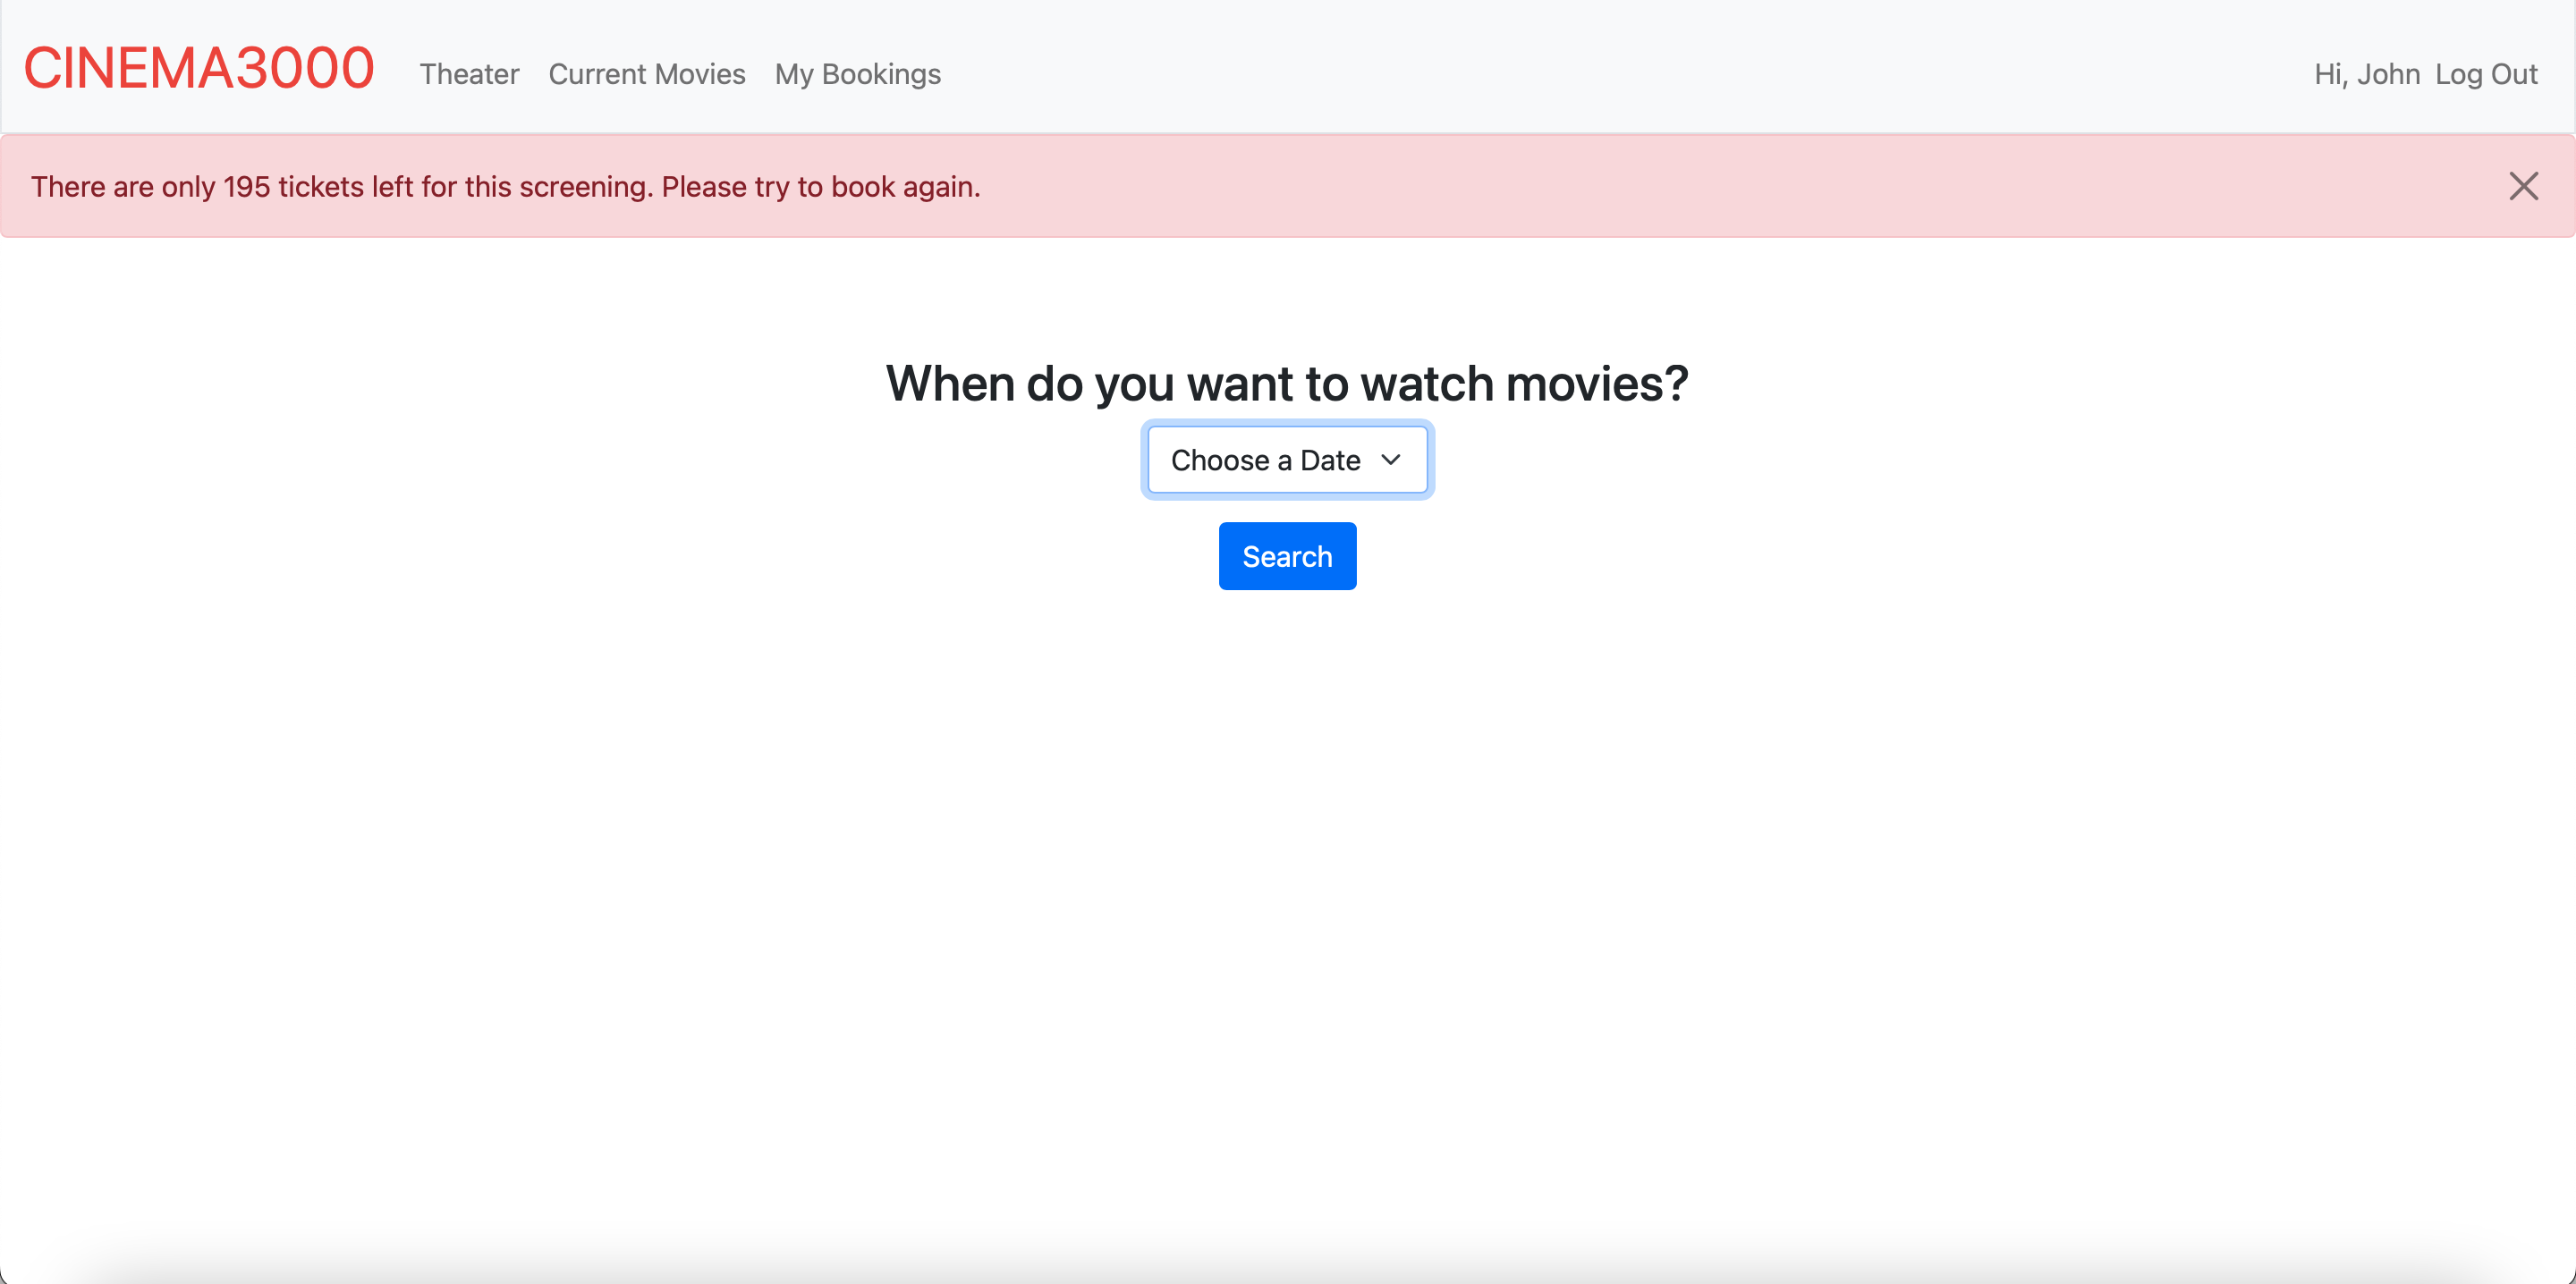 CINEMA3000 Theater Current Movies My Bookings Hi, John Log Out
There are only 195 tickets left for this screening. Please try to book again.
When do you want to watch movies?
Choose a Date
Search